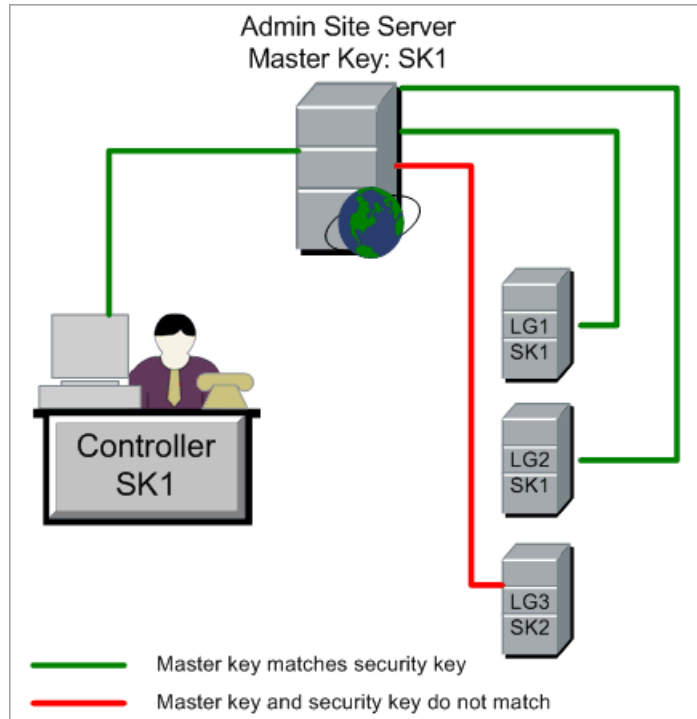 Admin Site Server
Master Key: SK1
LG1
SK1
LG2
SK1
Controller
SK1
LG3
SK2
Master key matches security key
Master key and security key do not match